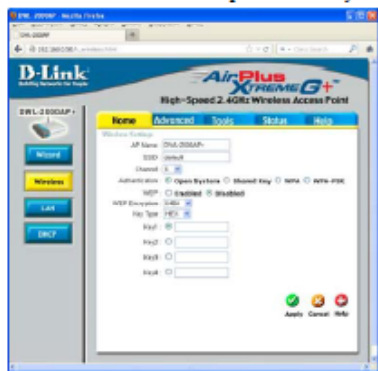 D-Link
Building Networks for People
AirPlus
XTREME G+
High-Speed 2.4GHz Wireless Access Point
DWL-2000AP+
Home Advanced Tools Status Help
Wireless Settings
AP Name DWL-2000AP+
SSID default
Channel 6
Authentication Open System Shared Key WPA WPA-PSK
WEP Enabled Disabled
WEP Encryption 64Bit
Key Type HEX
Key1
Key2
Key3
Key4
Wizard
Wireless
LAN
DHCP
Apply Cancel Help